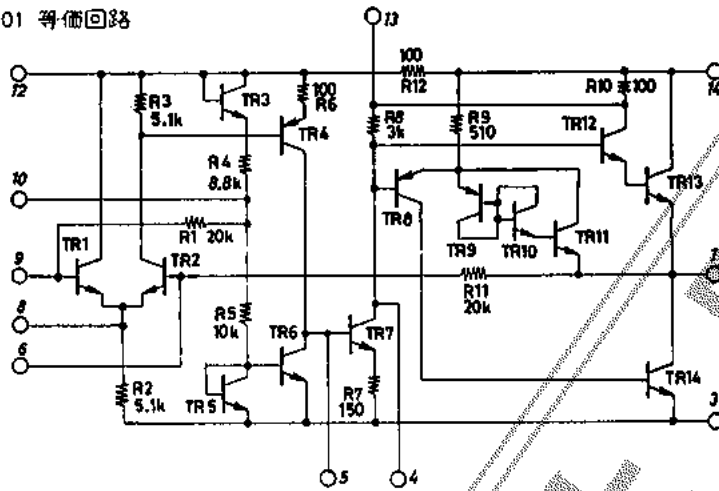 01 等価回路
13
12
R3
5.1k
TR3
100
R6
TR4
100
R12
R8
3k
R9
510
R10
100
14
TR12
TR13
R4
8.8k
10
R1 20k
TR8
TR9
TR10
TR11
9
TR1
TR2
R11
20k
8
R5
10k
TR6
TR7
6
R2
5.1k
TR5
R7
150
TR14
3
5
4